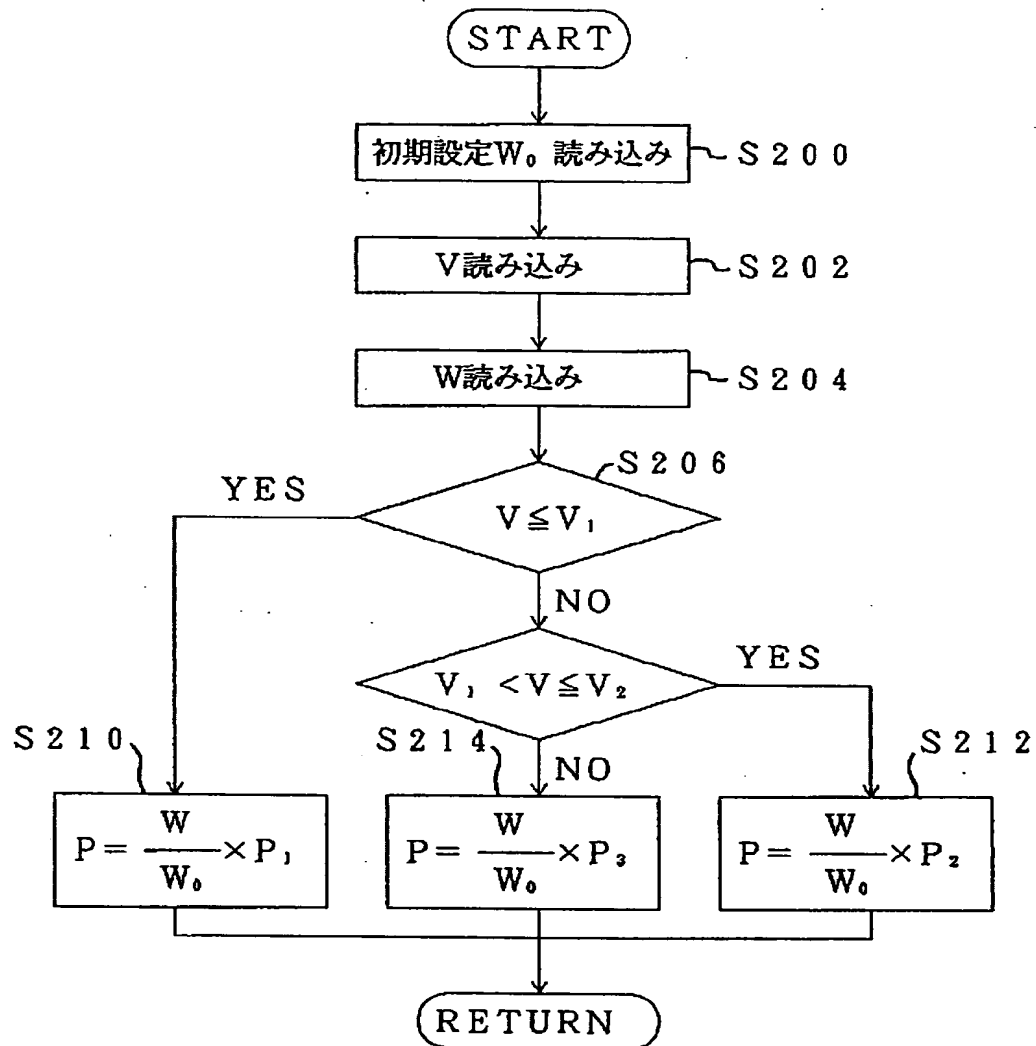 START
初期設定W₀ 読み込み
S200
V読み込み
S202
W読み込み
S204
S206
YES
V≦V₁
NO
YES
V₁ <V≦V₂
S210
S214
NO
S212
P= W/W₀ ×P₁
P= W/W₀ ×P₃
P= W/W₀ ×P₂
RETURN